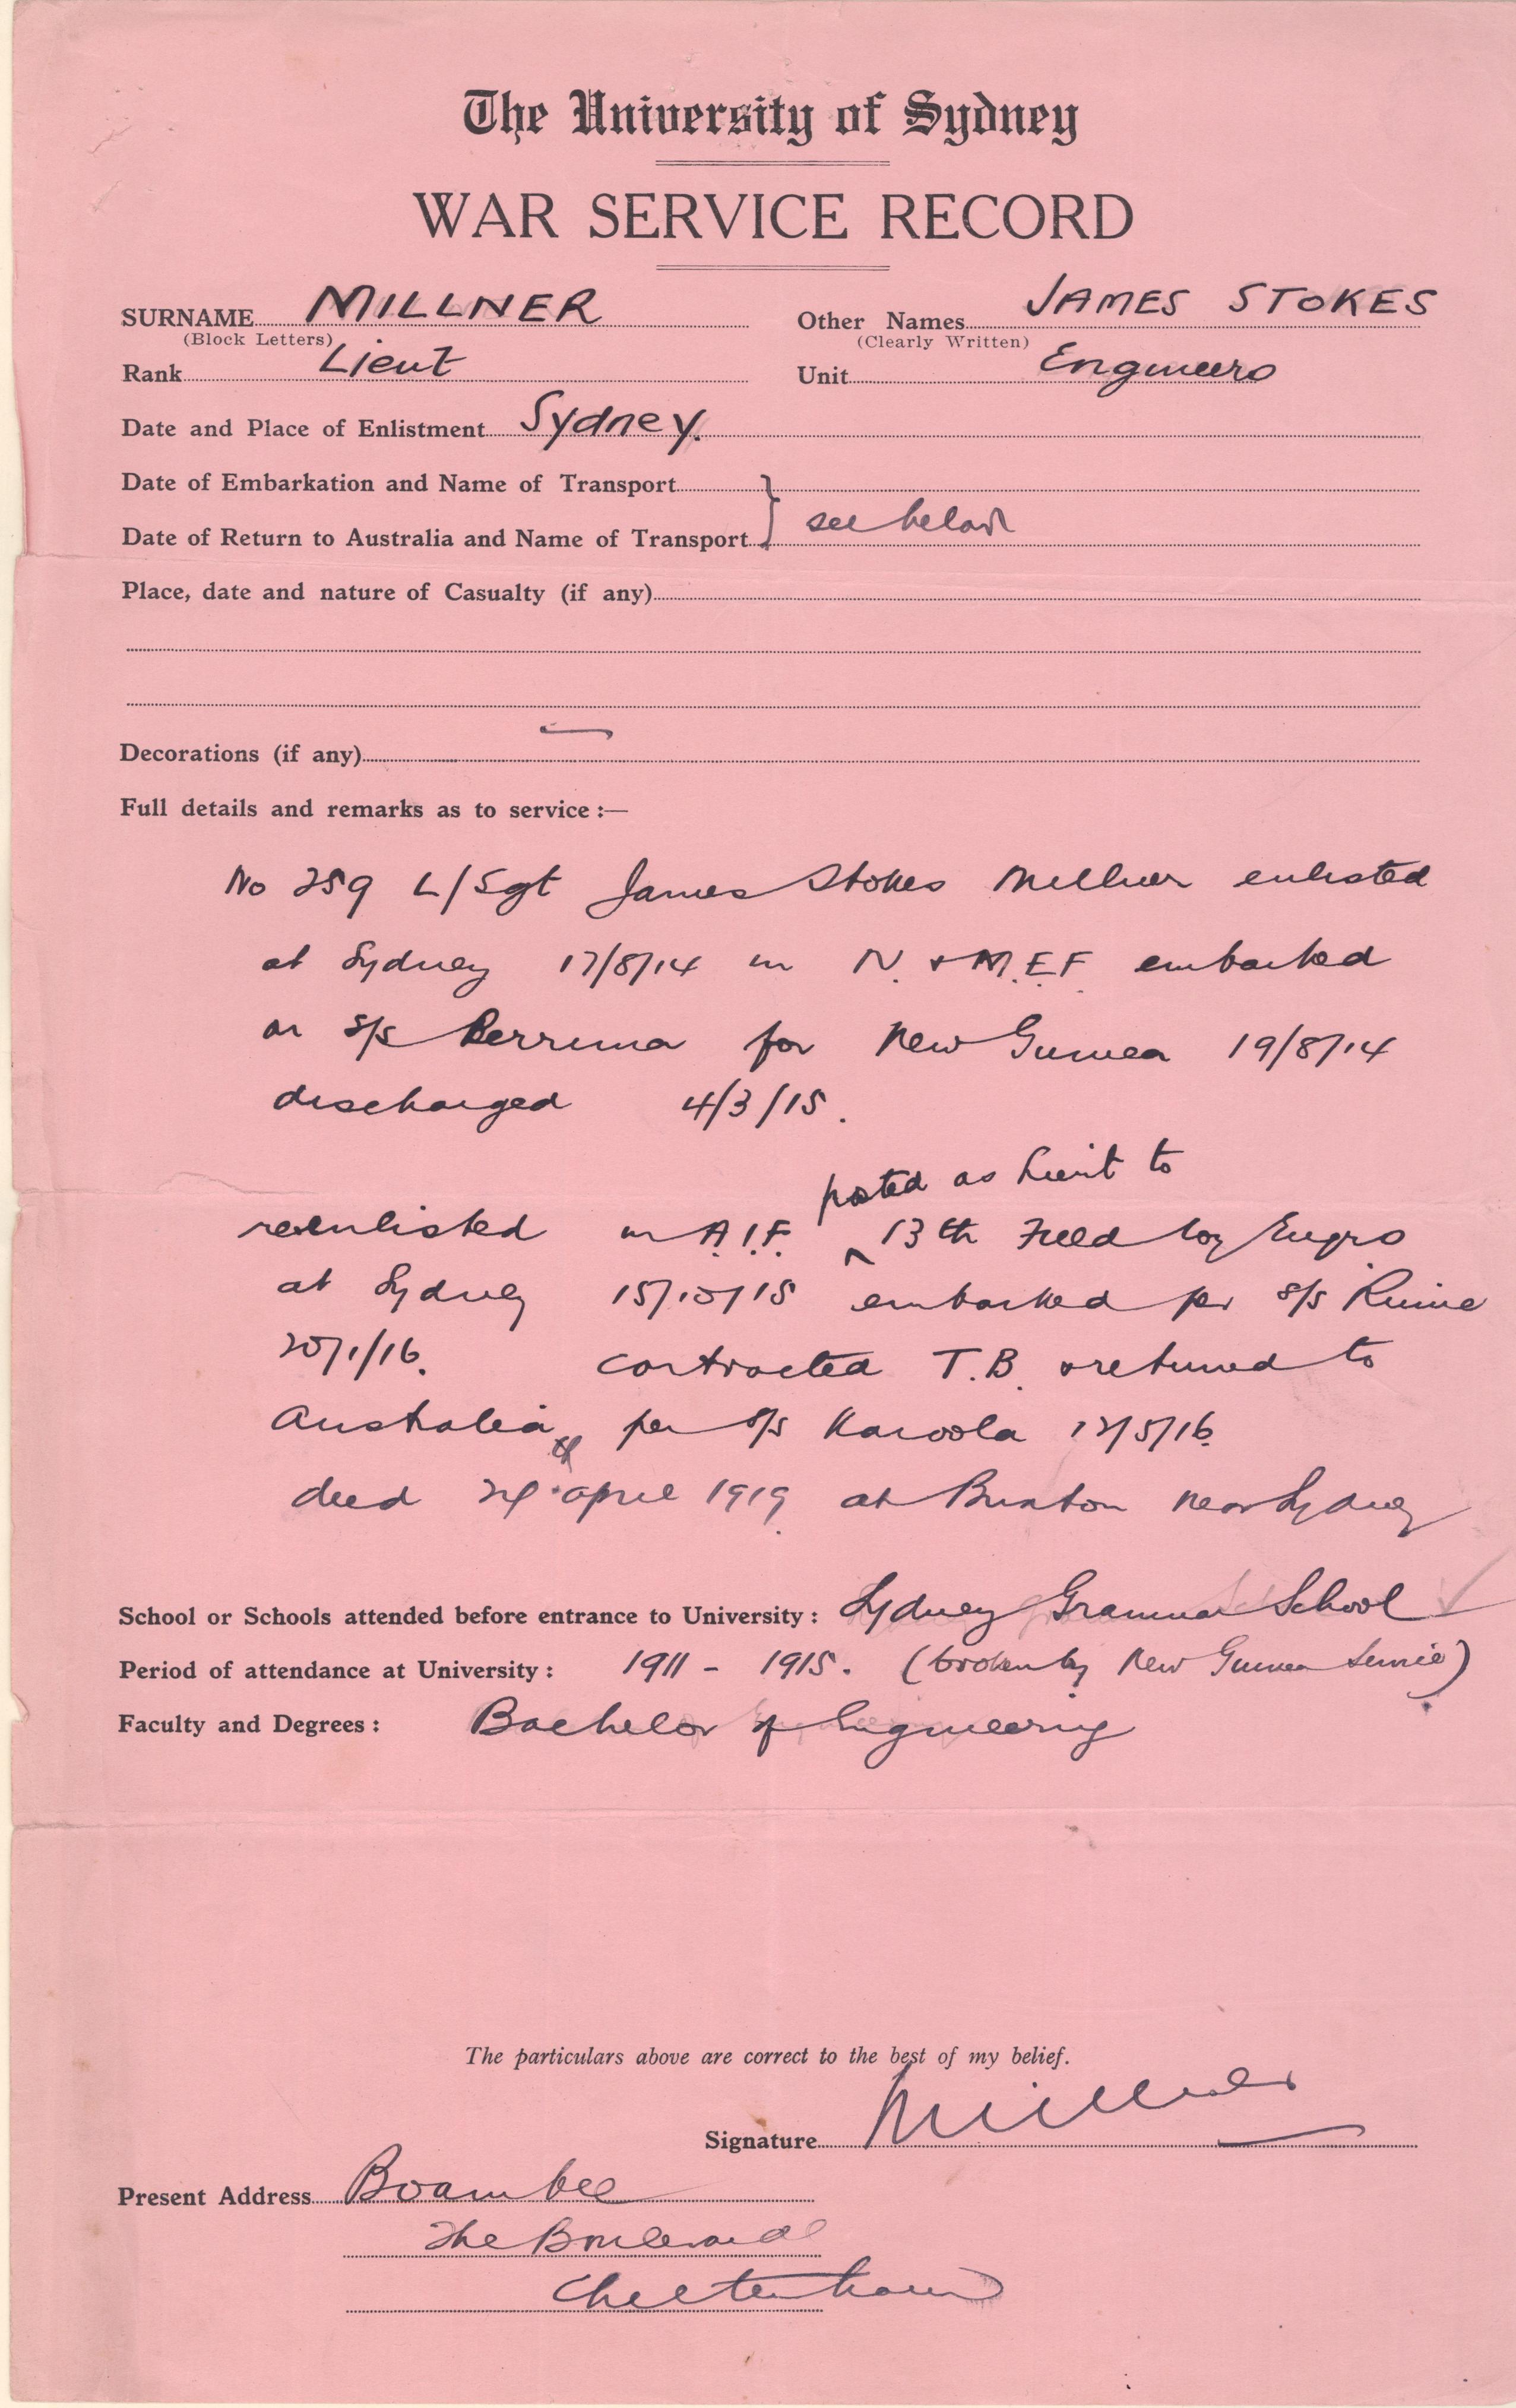 The University of Sydney
WAR SERVICE RECORD
SURNAME MILLNER Other Names JAMES STOKES
(Block Letters) (Clearly Written)
Rank Lieut Unit Engineers
Date and Place of Enlistment Sydney.
Date of Embarkation and Name of Transport
Date of Return to Australia and Name of Transport } see below
Place, date and nature of Casualty (if any)
Decorations (if any) —
Full details and remarks as to service :—
No 259 L/Sgt James Stokes Millner enlisted
at Sydney 17/8/14 in N. & M.E.F. embarked
on s/s Berrima for New Guinea 19/8/14
discharged 4/3/15.
posted as Lieut to
reenlisted in A.I.F. ^ 13th Field Coy Engrs
at Sydney 15/10/15 embarked per s/s Runic
20/1/16. contracted T.B. & returned to
Australia per s/s Karoola 12/5/16.
died April 1919 at Buxton near Sydney
School or Schools attended before entrance to University : Sydney Grammar School
Period of attendance at University : 1911 - 1915. (broken by New Guinea service)
Faculty and Degrees : Bachelor of Engineering
The particulars above are correct to the best of my belief.
Signature Millner
Present Address Boambee
The Boulevard
Cheltenham